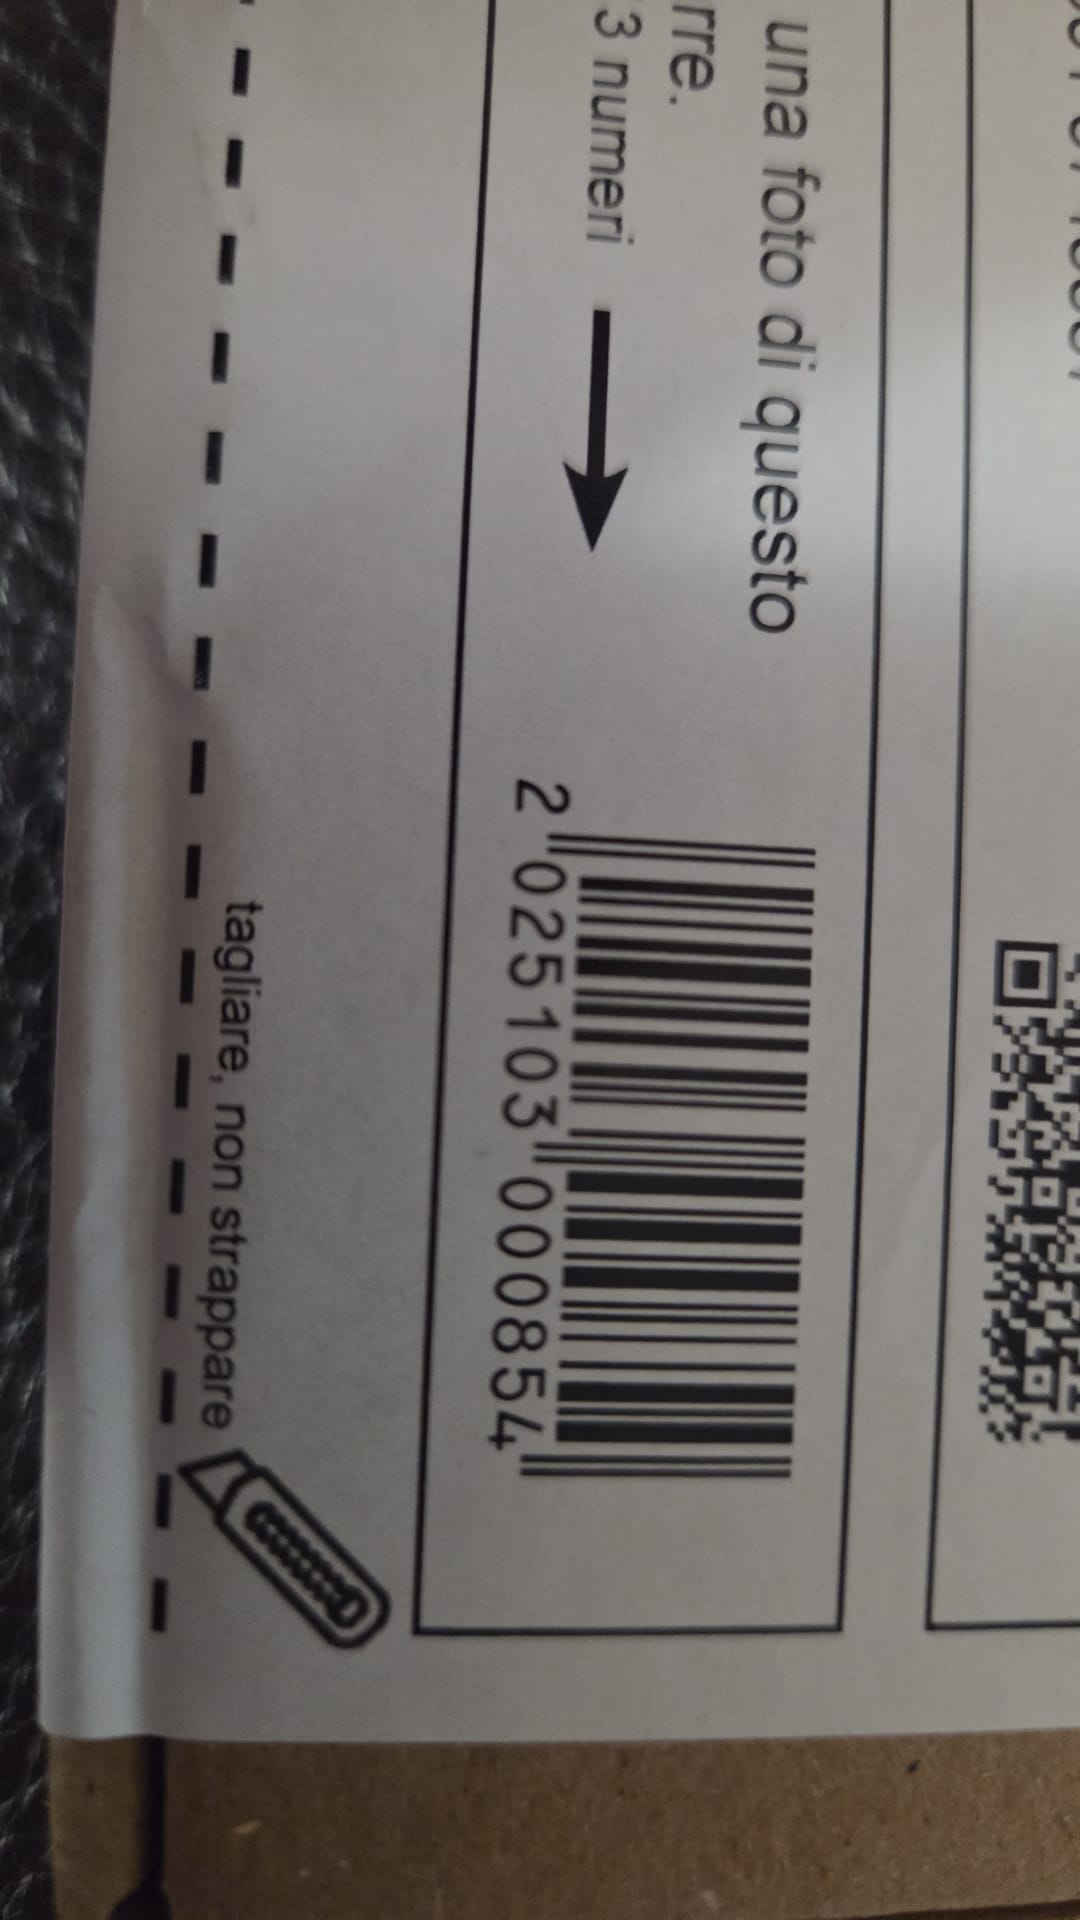 una foto di questo
rre.
3 numeri
2 025103 000854
tagliare, non strappare